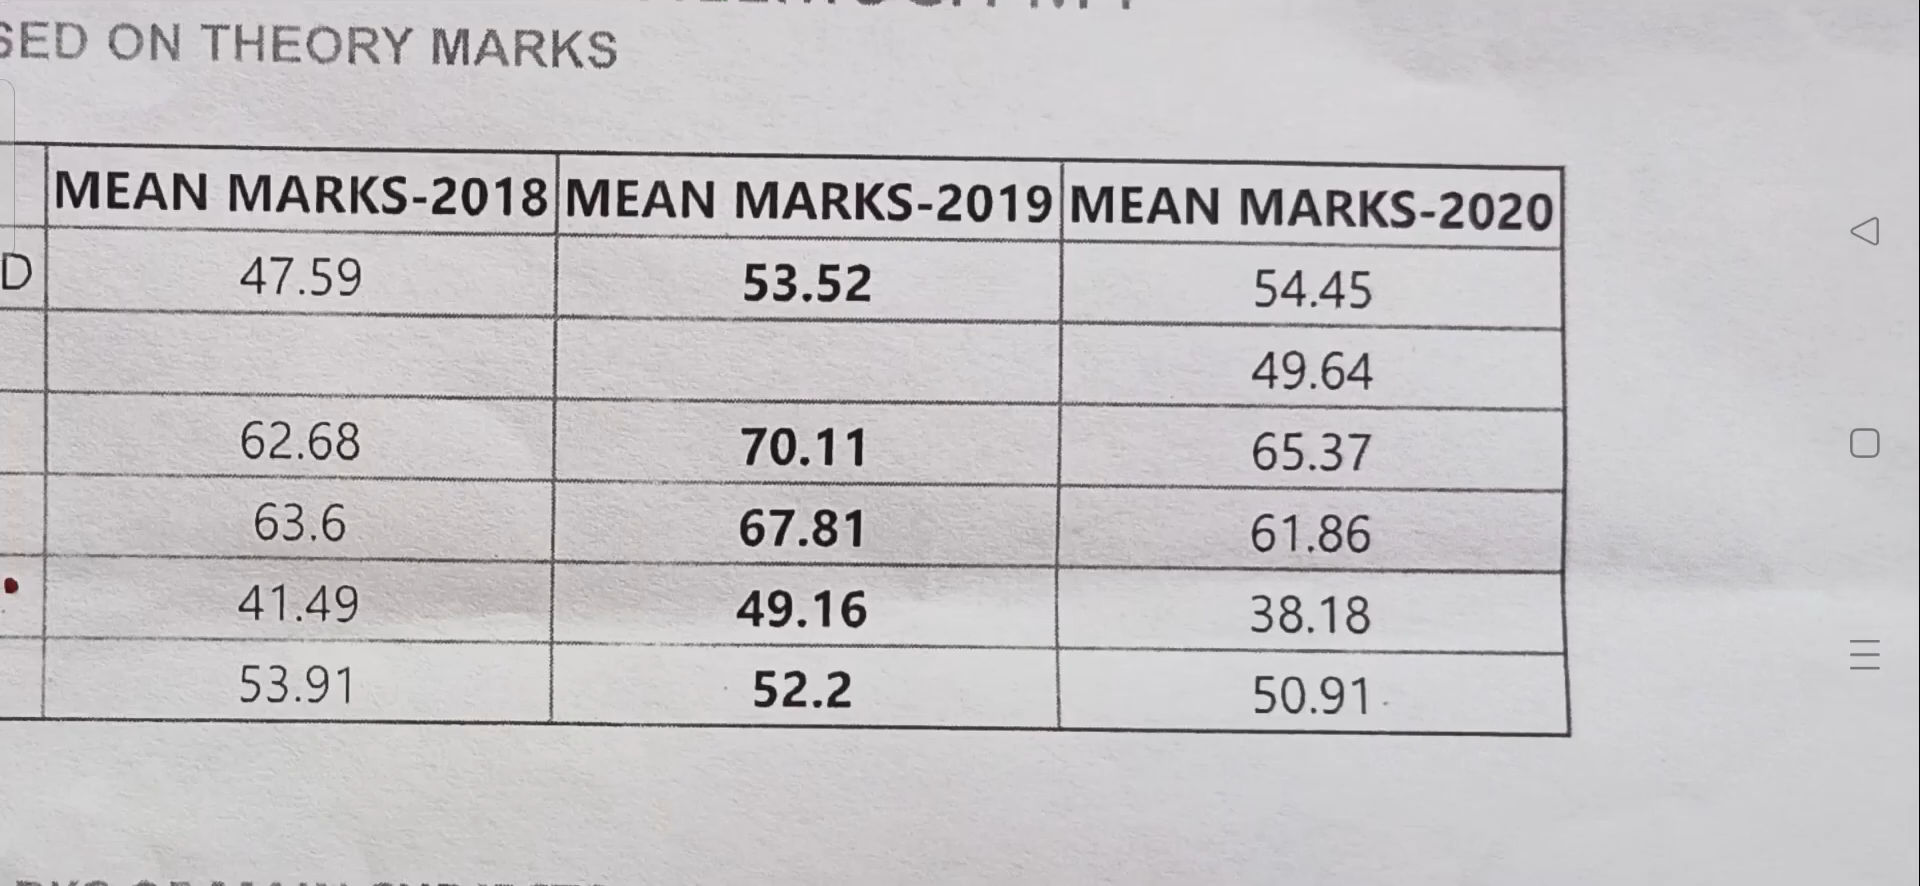 ON THEORY MARKS
MEAN MARKS-2018 MEAN MARKS-2019 MEAN MARKS-2020
D 47.59 53.52 54.45
49.64
62.68 70.11 65.37
63.6 67.81 61.86
41.49 49.16 38.18
53.91 52.2 50.91